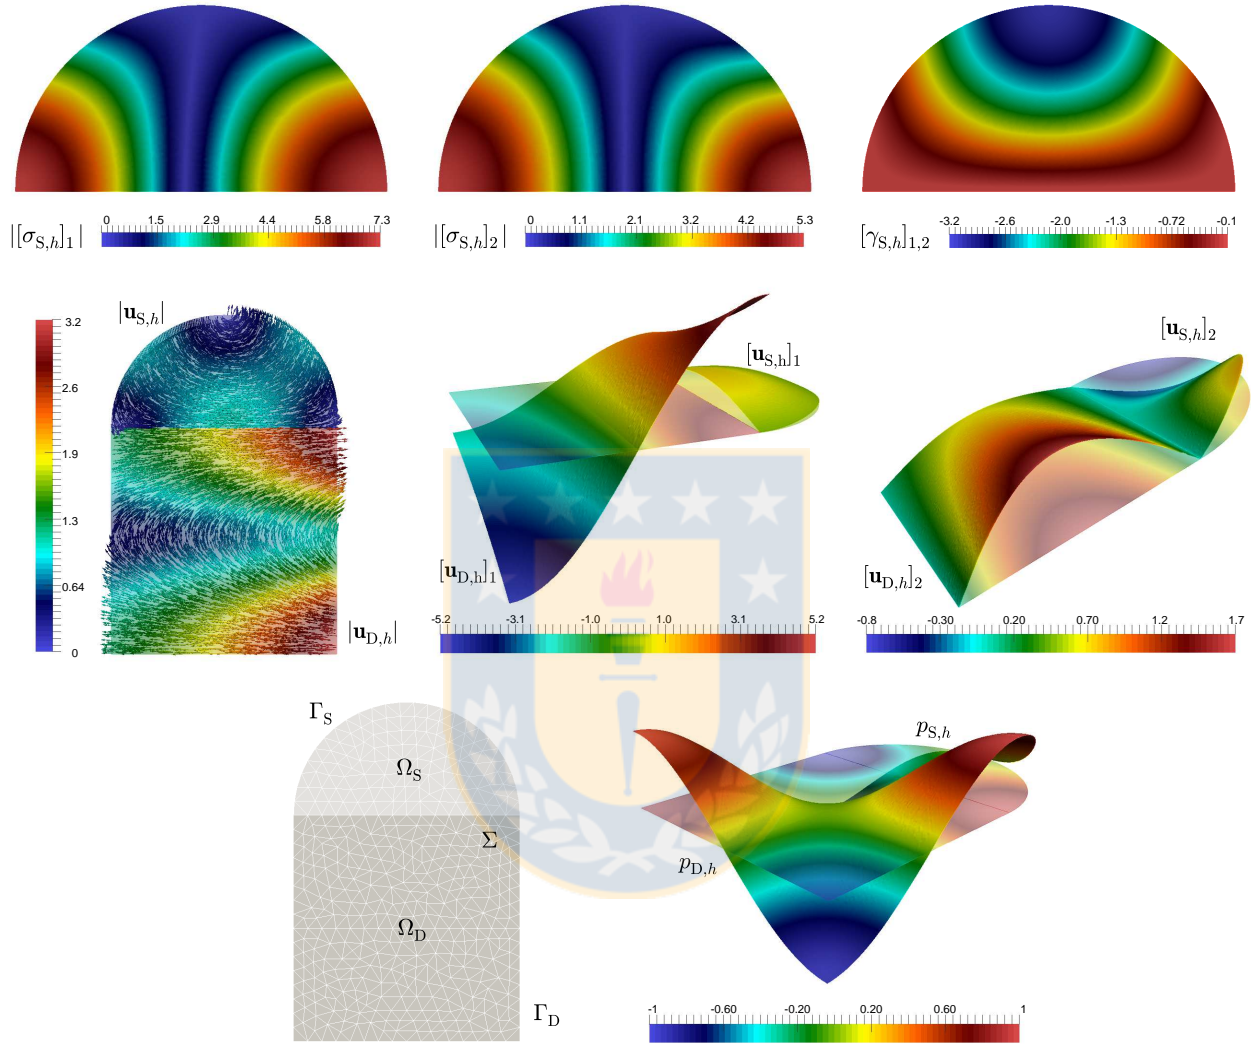 |[σS,h]1|
0 1.5 2.9 4.4 5.8 7.3
|[σS,h]2|
0 1.1 2.1 3.2 4.2 5.3
[γS,h]1,2
-3.2 -2.6 -2.0 -1.3 -0.72 -0.1
|uS,h|
3.2
2.6
1.9
1.3
0.64
0
|uD,h|
[uS,h]1
[uD,h]1
-5.2 -3.1 -1.0 1.0 3.1 5.2
[uS,h]2
[uD,h]2
-0.8 -0.30 0.20 0.70 1.2 1.7
ΓS
ΩS
Σ
ΩD
ΓD
pS,h
pD,h
-1 -0.60 -0.20 0.20 0.60 1